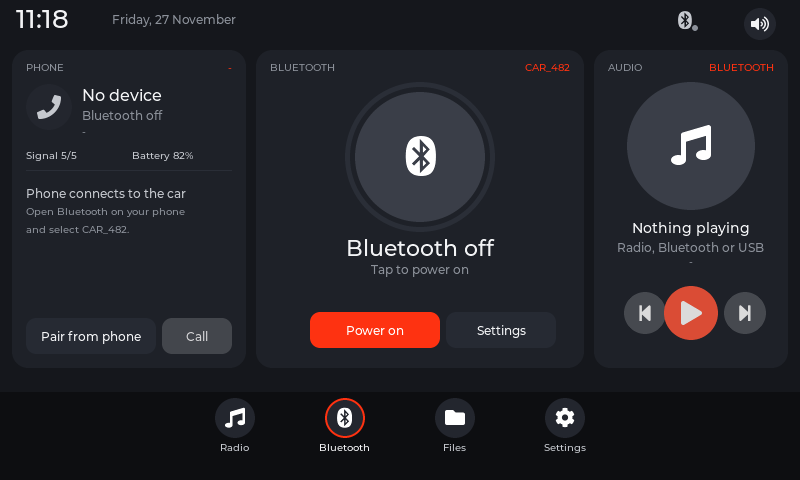 11:18
Friday, 27 November
PHONE
-
No device
Bluetooth off
-
Signal 5/5
Battery 82%
Phone connects to the car
Open Bluetooth on your phone
and select CAR_482.
Pair from phone
Call
BLUETOOTH
CAR_482
Bluetooth off
Tap to power on
Power on
Settings
AUDIO
BLUETOOTH
Nothing playing
Radio, Bluetooth or USB
-
Radio
Bluetooth
Files
Settings